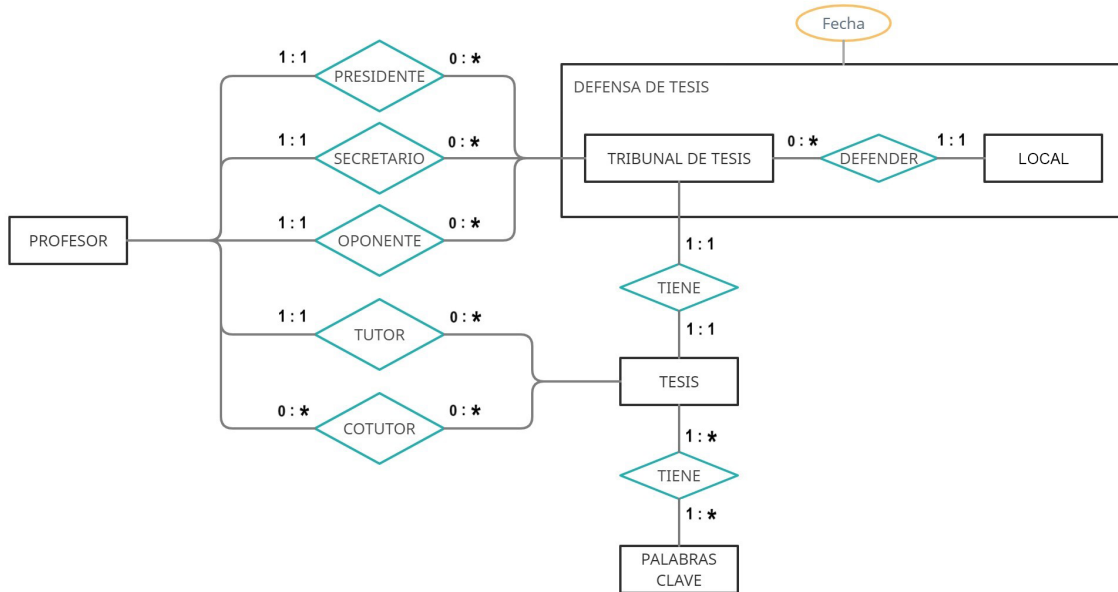 Fecha
1 : 1
PRESIDENTE
0 : *
DEFENSA DE TESIS
1 : 1
SECRETARIO
0 : *
TRIBUNAL DE TESIS
0 : *
DEFENDER
1 : 1
LOCAL
PROFESOR
1 : 1
OPONENTE
0 : *
1 : 1
TIENE
1 : 1
1 : 1
TUTOR
0 : *
TESIS
0 : *
COTUTOR
0 : *
1 : *
TIENE
1 : *
PALABRAS
CLAVE